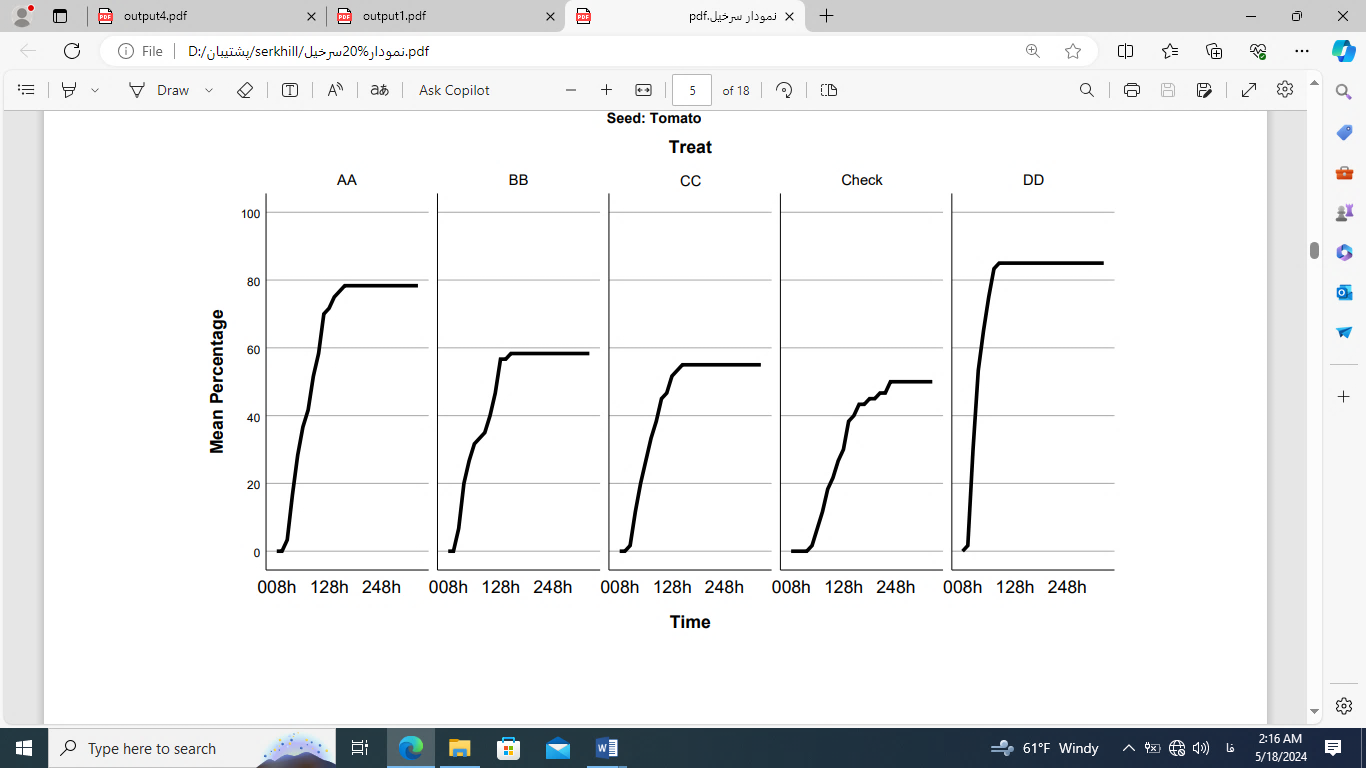 output4.pdf
output1.pdf
نمودار سرخیل.pdf
File
D:/پشتیبان/serkhill/نمودار%20سرخیل.pdf
Draw
aあ
Ask Copilot
5
of 18
Seed: Tomato
Treat
AA
BB
CC
Check
DD
100
80
60
40
20
0
Mean Percentage
008h 128h 248h
008h 128h 248h
008h 128h 248h
008h 128h 248h
008h 128h 248h
Time
Type here to search
61°F Windy
فا
2:16 AM
5/18/2024